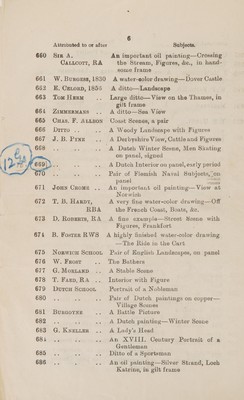 6
Attributed to or after Subjects.
660 Sir A. Callcott, RA An important oil painting—Crossing
the Stream, Figures, &c., in hand-
some frame
661 W. Burgess, 1830 A water-color drawing—Dover Castle
662 E. Celord, 1856 A ditto—Landscape
663 Tom Herm Large ditto—View on the Thames, in
gilt frame
664 Zimmermann .. A ditto—Sea View
665 Chas. F. Allbon Coast Scenes, a pair
666 Ditto .. .. A Woody Landscape with Figures
667 J. B. Pyne .. A Derbyshire View, Cattle and Figures
668 .. .. .. A Dutch Winter Scene, Men Skating
on panel, signed
669 .. .. .. A Dutch Interior on panel, early period
670 .. .. .. Pair of Flemish Naval Subjects, on
panel
671 John Crome .. An important oil painting—View at
Norwich
672 T. B. Hardy, RBA A very fine water-color drawing—Off
the French Coast, Boats, &c.
673 D. Roberts, RA A fine example—Street Scene with
Figures, Frankfort
674 B. Foster RWS A highly finished water-color drawing
—The Ride in the Cart
675 Norwich School Pair of English Landscapes, on panel
676 W. Frost .. The Bathers
677 G. Morland .. A Stable Scene
678 T. Faed, RA .. Interior with Figure
679 Dutch School Portrait of a Nobleman
680 .. .. .. Pair of Dutch paintings on copper—
Village Scenes
681 Burgoyne A Battle Picture
682 .. .. .. A Dutch painting—Winter Scene
683 G. Kneller .. A Lady's Head
684 .. .. .. An XVIII. Century Portrait of a
Gentleman
685 .. .. .. Ditto of a Sportsman
686 .. .. .. An oil painting—Silver Strand, Loch
Katrine, in gilt frame